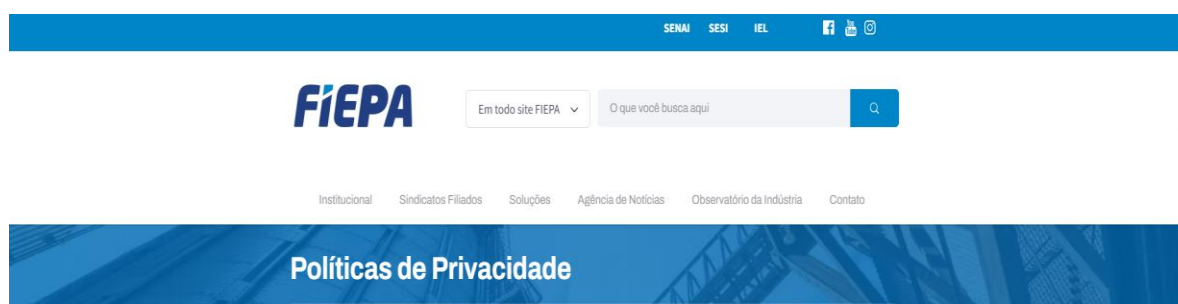 SENAI SESI IEL
FIEPA
Em todo site FIEPA O que você busca aqui
Institucional Sindicatos Filiados Soluções Agência de Notícias Observatório da Indústria Contato
Políticas de Privacidade